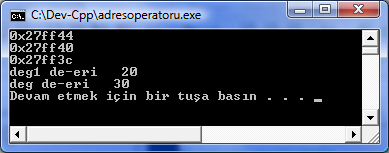 C:\Dev-Cpp\adresoperatoru.exe
0x27ff44
0x27ff40
0x27ff3c
deg1 de-eri   20
deg de-eri   30
Devam etmek için bir tuşa basın . . . _